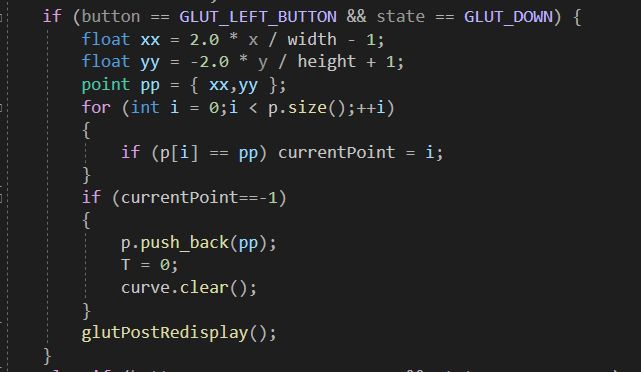 if (button == GLUT_LEFT_BUTTON && state == GLUT_DOWN) {
float xx = 2.0 * x / width - 1;
float yy = -2.0 * y / height + 1;
point pp = { xx,yy };
for (int i = 0;i < p.size();++i)
{
if (p[i] == pp) currentPoint = i;
}
if (currentPoint==-1)
{
p.push_back(pp);
T = 0;
curve.clear();
}
glutPostRedisplay();
}